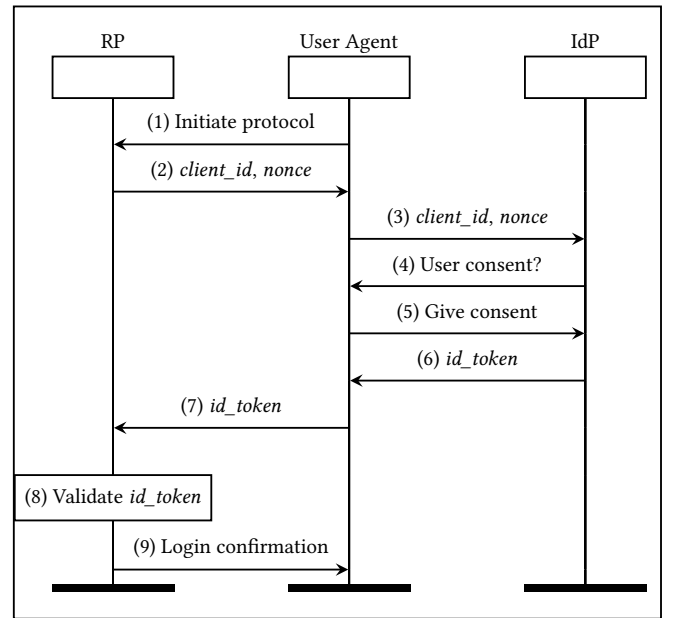 RP User Agent IdP
(1) Initiate protocol
(2) client_id, nonce
(3) client_id, nonce
(4) User consent?
(5) Give consent
(6) id_token
(7) id_token
(8) Validate id_token
(9) Login confirmation